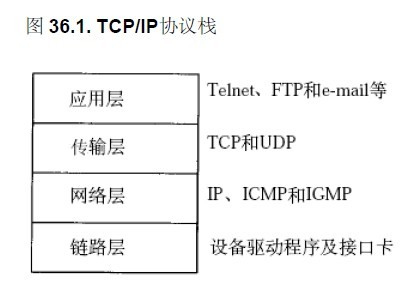 图 36.1. TCP/IP协议栈
应用层 Telnet、FTP和e-mail等
传输层 TCP和UDP
网络层 IP、ICMP和IGMP
链路层 设备驱动程序及接口卡